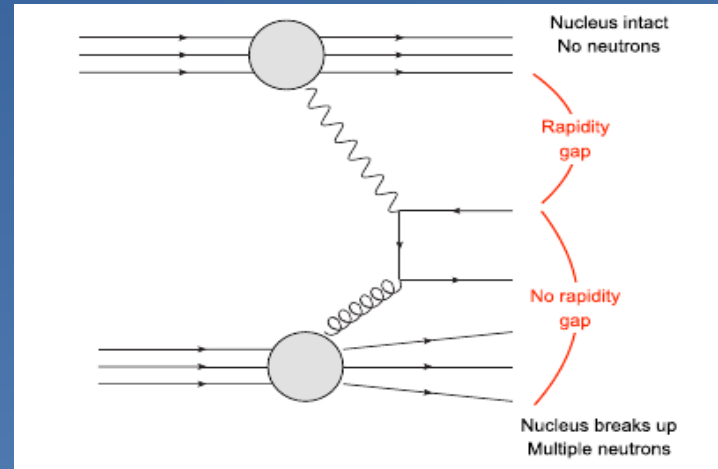 Nucleus intact
No neutrons
Rapidity
gap
No rapidity
gap
Nucleus breaks up
Multiple neutrons